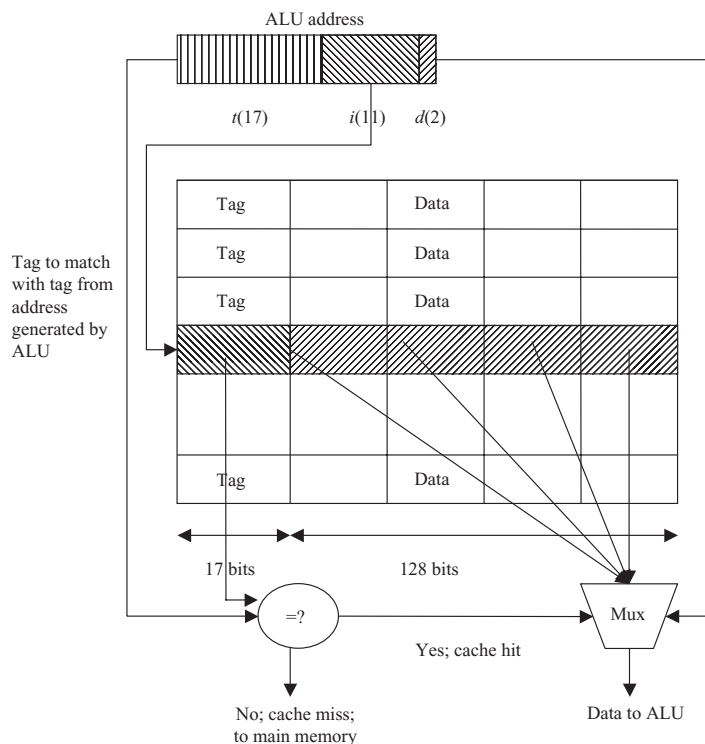 ALU address
t(17) i(11) d(2)
Tag Data
Tag Data
Tag Data
Tag to match
with tag from
address
generated by
ALU
Tag Data
17 bits 128 bits
=?
Mux
Yes; cache hit
No; cache miss;
to main memory
Data to ALU